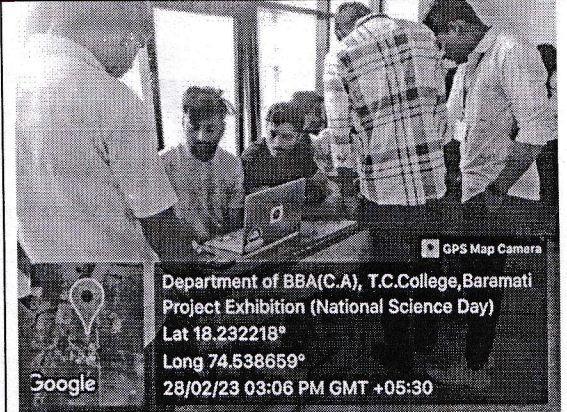 GPS Map Camera
Department of BBA(C.A), T.C.College,Baramati
Project Exhibition (National Science Day)
Lat 18.232218°
Long 74.538659°
28/02/23 03:06 PM GMT +05:30
Google